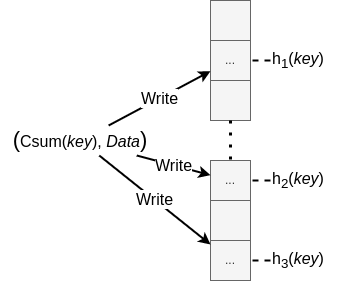 ...
h₁(key)
Write
(Csum(key), Data)
Write
...
h₂(key)
Write
...
h₃(key)